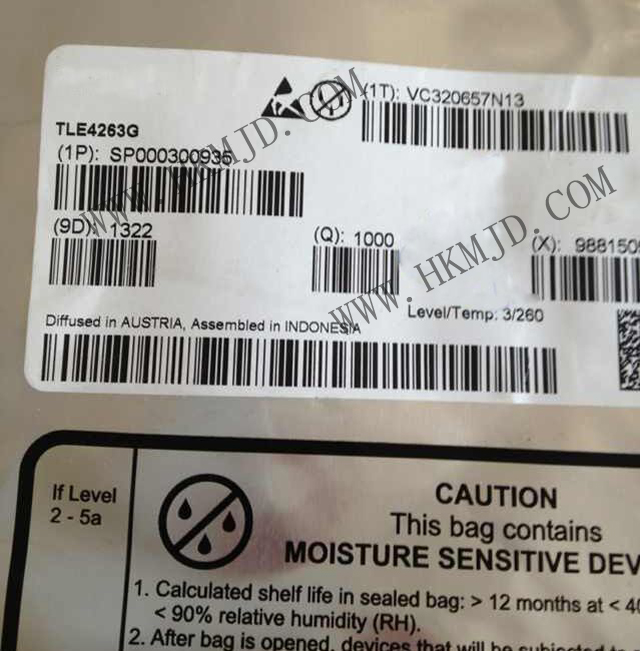 (1T): VC320657N13
TLE4263G
(1P): SP000300935
WWW.HKMJD.COM
(9D): 1322
(Q): 1000
(X): 988150
WWW.HKMJD.COM
Level/Temp: 3/260
Diffused in AUSTRIA, Assembled in INDONESIA
If Level
2 - 5a
CAUTION
This bag contains
MOISTURE SENSITIVE DEV
1. Calculated shelf life in sealed bag: > 12 months at < 40
< 90% relative humidity (RH).
2. After bag is opened, devices that will be subjected to